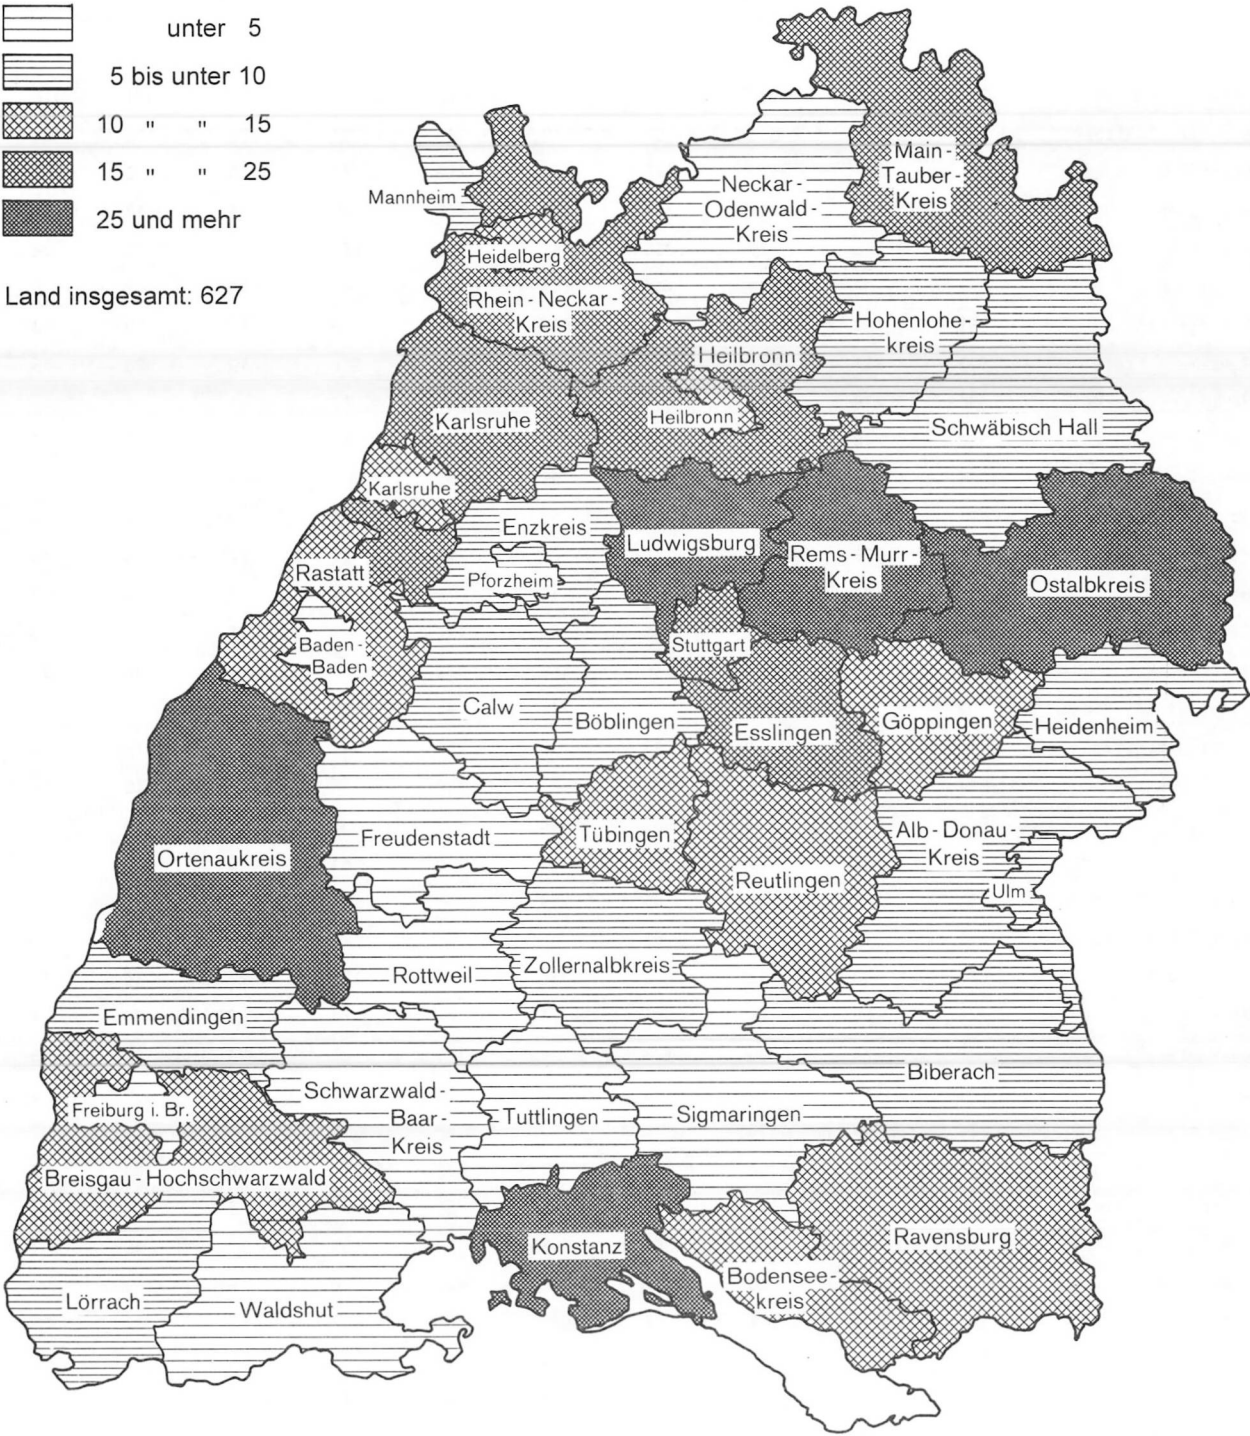 unter 5
5 bis unter 10
10 " " 15
15 " " 25
25 und mehr
Land insgesamt: 627
Main-
Tauber-
Kreis
Mannheim
Neckar-
Odenwald-
Kreis
Heidelberg
Rhein-Neckar-
Kreis
Hohenlohe-
kreis
Heilbronn
Karlsruhe
Heilbronn
Schwäbisch Hall
Karlsruhe
Enzkreis
Ludwigsburg
Rems-Murr-
Kreis
Rastatt
Pforzheim
Ostalbkreis
Baden-
Baden
Stuttgart
Calw
Böblingen
Esslingen
Göppingen
Heidenheim
Freudenstadt
Tübingen
Alb-Donau-
Kreis
Ortenaukreis
Reutlingen
Ulm
Rottweil
Zollernalbkreis
Emmendingen
Biberach
Schwarzwald-
Baar-
Kreis
Freiburg i. Br.
Tuttlingen
Sigmaringen
Breisgau-Hochschwarzwald
Konstanz
Ravensburg
Bodensee-
kreis
Lörrach
Waldshut